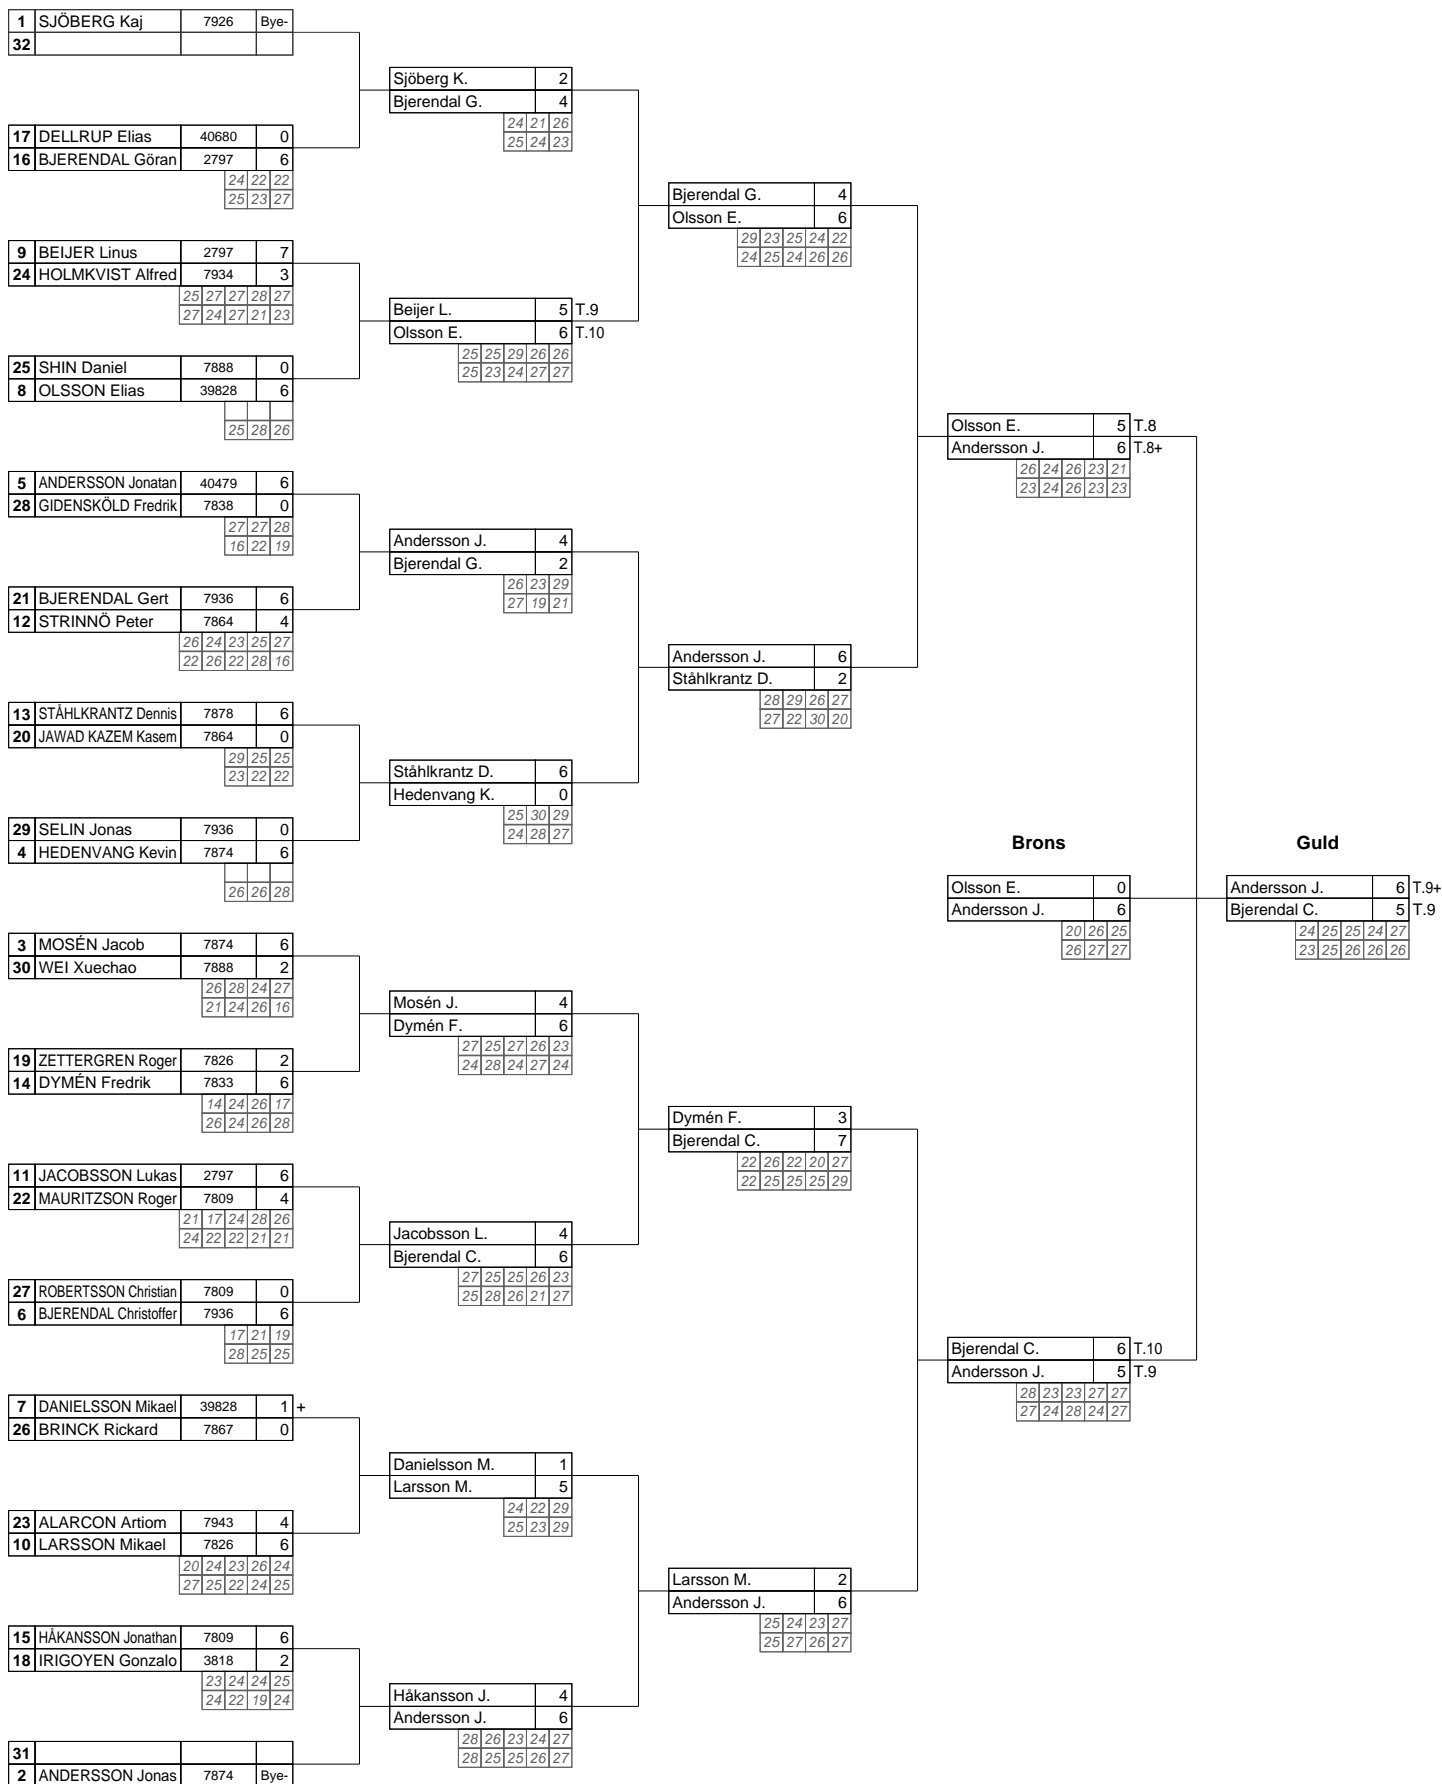 1 SJÖBERG Kaj 7926 Bye-
32
17 DELLRUP Elias 40680 0
16 BJERENDAL Göran 2797 6
24 22 22
25 23 27
9 BEIJER Linus 2797 7
24 HOLMKVIST Alfred 7934 3
25 27 27 28 27
27 24 27 21 23
25 SHIN Daniel 7888 0
8 OLSSON Elias 39828 6
25 28 26
5 ANDERSSON Jonatan 40479 6
28 GIDENSKÖLD Fredrik 7838 0
27 27 28
16 22 19
21 BJERENDAL Gert 7936 6
12 STRINNÖ Peter 7864 4
26 24 23 25 27
22 26 22 28 16
13 STÅHLKRANTZ Dennis 7878 6
20 JAWAD KAZEM Kasem 7864 0
29 25 25
23 22 22
29 SELIN Jonas 7936 0
4 HEDENVANG Kevin 7874 6
26 26 28
3 MOSÉN Jacob 7874 6
30 WEI Xuechao 7888 2
26 28 24 27
21 24 26 16
19 ZETTERGREN Roger 7826 2
14 DYMÉN Fredrik 7833 6
14 24 26 17
26 24 26 28
11 JACOBSSON Lukas 2797 6
22 MAURITZSON Roger 7809 4
21 17 24 28 26
24 22 22 21 21
27 ROBERTSSON Christian 7809 0
6 BJERENDAL Christoffer 7936 6
17 21 19
28 25 25
7 DANIELSSON Mikael 39828 1 +
26 BRINCK Rickard 7867 0
23 ALARCON Artiom 7943 4
10 LARSSON Mikael 7826 6
20 24 23 26 24
27 25 22 24 25
15 HÅKANSSON Jonathan 7809 6
18 IRIGOYEN Gonzalo 3818 2
23 24 24 25
24 22 19 24
31
2 ANDERSSON Jonas 7874 Bye-
Sjöberg K. 2
Bjerendal G. 4
24 21 26
25 24 23
Beijer L. 5 T.9
Olsson E. 6 T.10
25 25 29 26 26
25 23 24 27 27
Andersson J. 4
Bjerendal G. 2
26 23 29
27 19 21
Ståhlkrantz D. 6
Hedenvang K. 0
25 30 29
24 28 27
Mosén J. 4
Dymén F. 6
27 25 27 26 23
24 28 24 27 24
Jacobsson L. 4
Bjerendal C. 6
27 25 25 26 23
25 28 26 21 27
Danielsson M. 1
Larsson M. 5
24 22 29
25 23 29
Håkansson J. 4
Andersson J. 6
28 26 23 24 27
28 25 25 26 27
Bjerendal G. 4
Olsson E. 6
29 23 25 24 22
24 25 24 26 26
Andersson J. 6
Ståhlkrantz D. 2
28 29 26 27
27 22 30 20
Dymén F. 3
Bjerendal C. 7
22 26 22 20 27
22 25 25 25 29
Larsson M. 2
Andersson J. 6
25 24 23 27
25 27 26 27
Olsson E. 5 T.8
Andersson J. 6 T.8+
26 24 26 23 21
23 24 26 23 23
Bjerendal C. 6 T.10
Andersson J. 5 T.9
28 23 23 27 27
27 24 28 24 27
Brons
Olsson E. 0
Andersson J. 6
20 26 25
26 27 27
Guld
Andersson J. 6 T.9+
Bjerendal C. 5 T.9
24 25 25 24 27
23 25 26 26 26